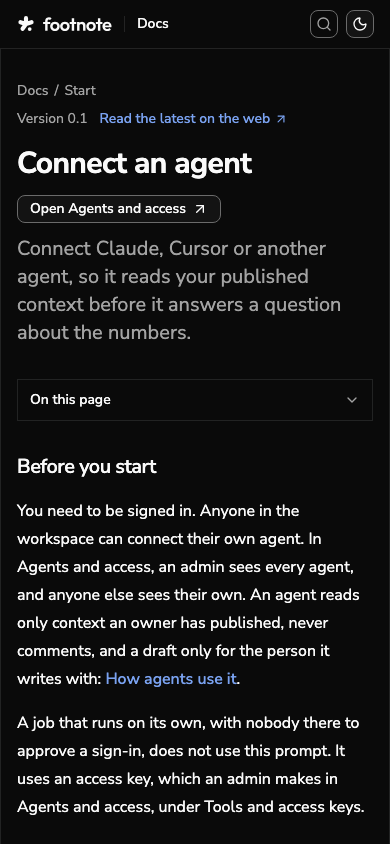 footnote
Docs
Docs / Start
Version 0.1 Read the latest on the web ↗
Connect an agent
Open Agents and access ↗
Connect Claude, Cursor or another
agent, so it reads your published
context before it answers a question
about the numbers.
On this page
Before you start
You need to be signed in. Anyone in the
workspace can connect their own agent. In
Agents and access, an admin sees every agent,
and anyone else sees their own. An agent reads
only context an owner has published, never
comments, and a draft only for the person it
writes with: How agents use it.
A job that runs on its own, with nobody there to
approve a sign-in, does not use this prompt. It
uses an access key, which an admin makes in
Agents and access, under Tools and access keys.